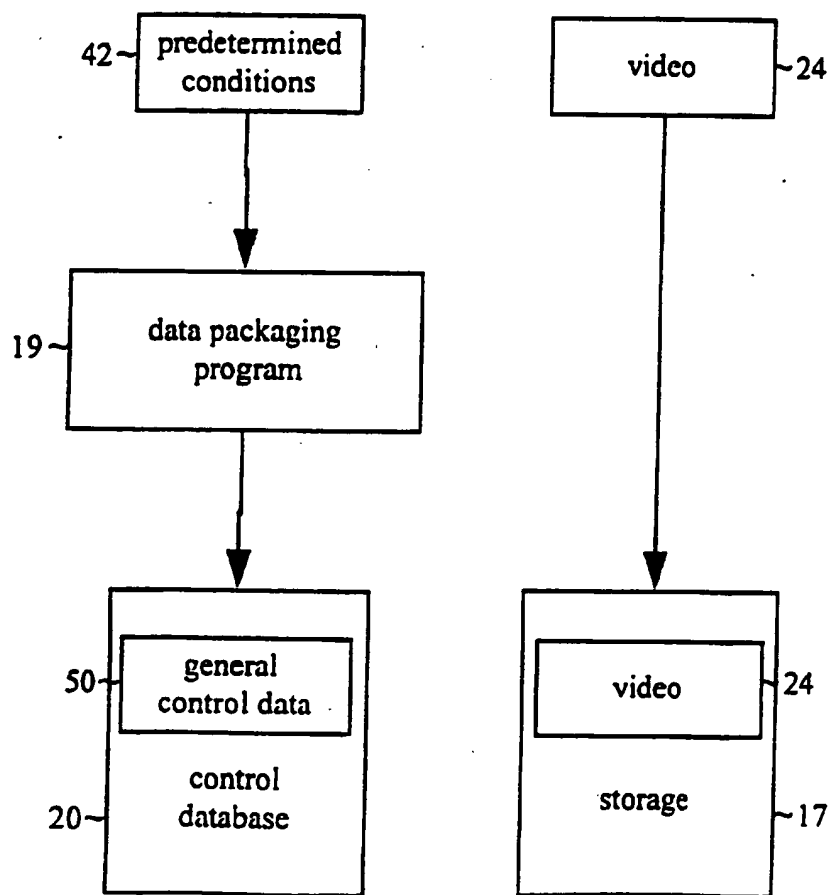 42
predetermined
conditions
video
24
19
data packaging
program
50
general
control data
control
database
20
video
24
storage
17